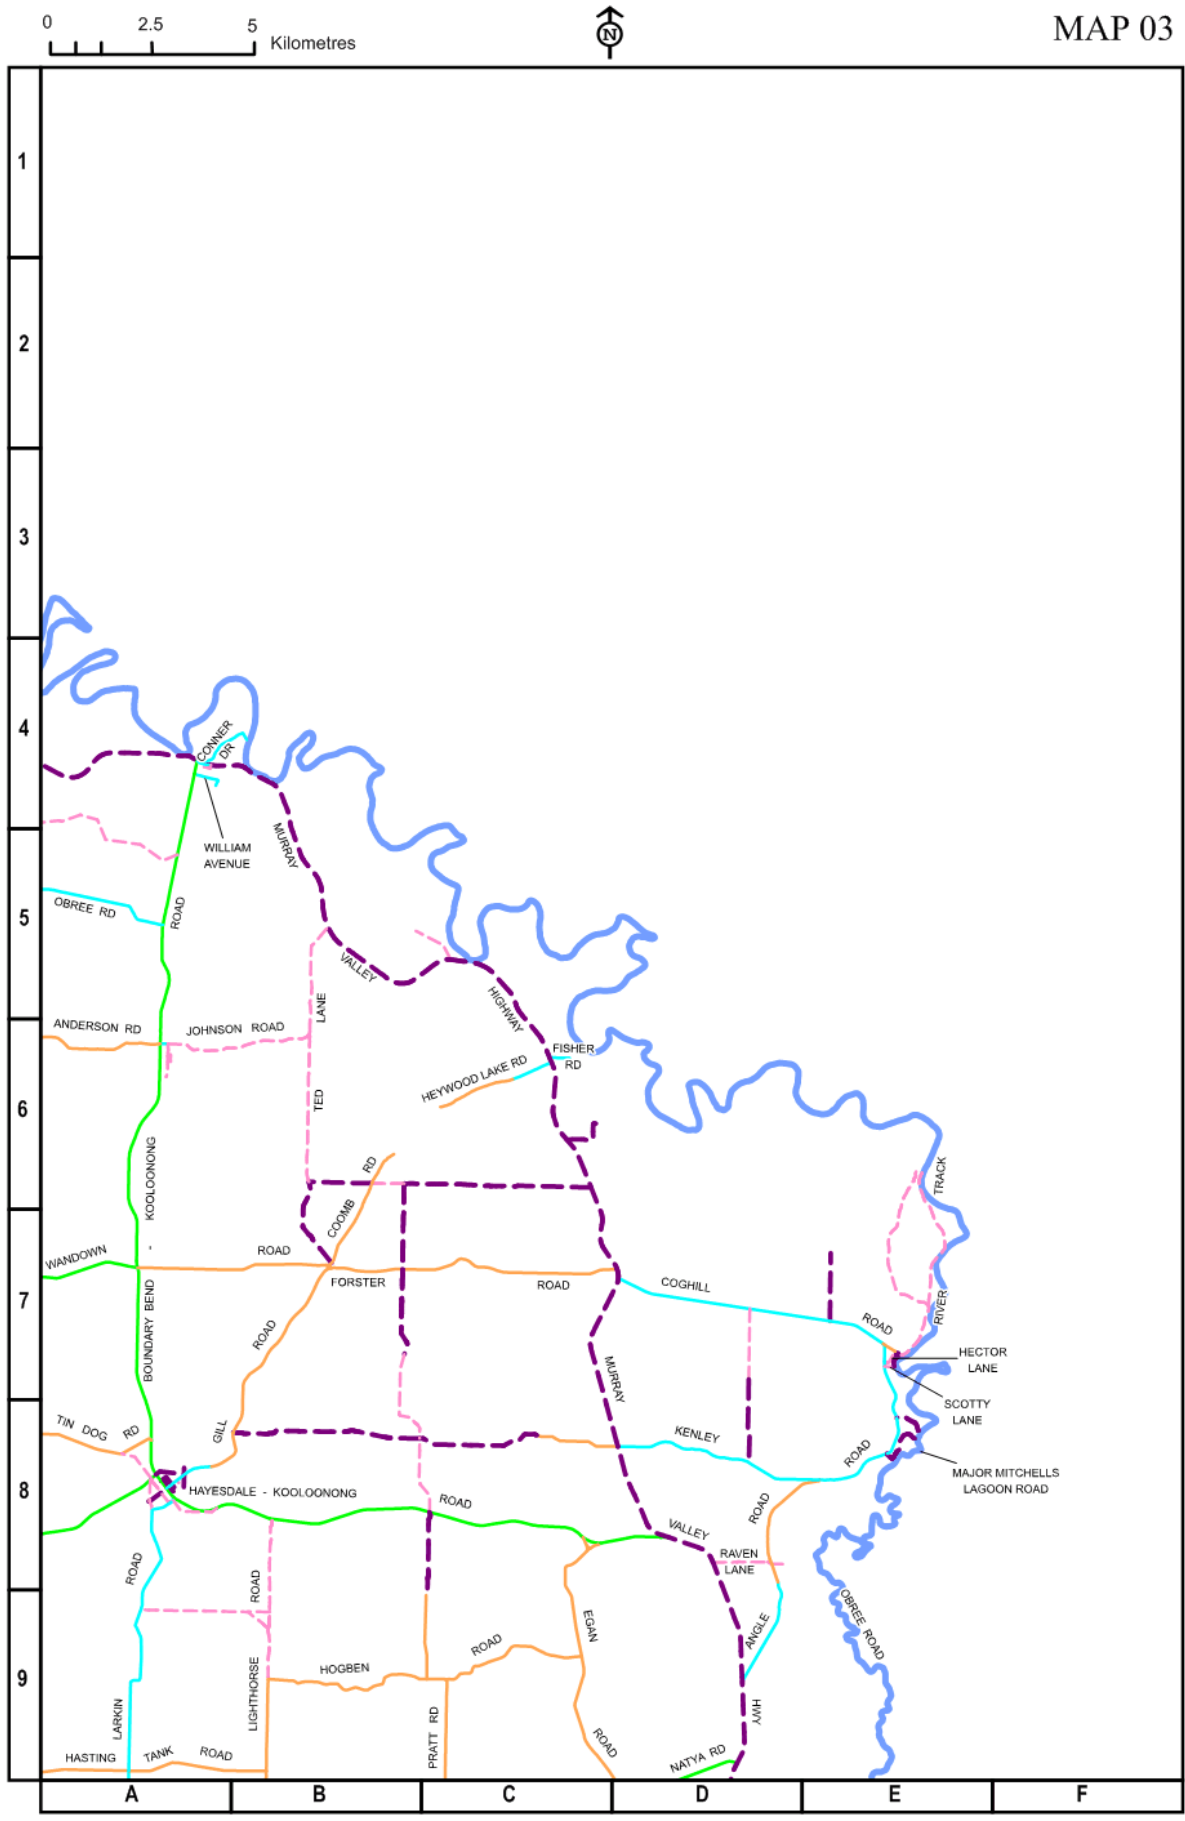 0 2.5 5 Kilometres
N
MAP 03
1
2
3
4
CONNER
DR
WILLIAM
AVENUE
MURRAY
5
OBREE RD
ROAD
VALLEY
HIGHWAY
LANE
ANDERSON RD
JOHNSON ROAD
FISHER
RD
HEYWOOD LAKE RD
6
TED
KOOLOONONG
RD
COOMB
TRACK
-
WANDOWN
ROAD
FORSTER
ROAD
COGHILL
7
BOUNDARY BEND
ROAD
ROAD
RIVER
HECTOR
LANE
MURRAY
SCOTTY
LANE
TIN DOG RD
GILL
KENLEY
ROAD
MAJOR MITCHELLS
LAGOON ROAD
8
HAYESDALE - KOOLOONONG
ROAD
ROAD
VALLEY
RAVEN
LANE
ROAD
ROAD
OBREE ROAD
EGAN
ANGLE
9
HOGBEN
ROAD
LIGHTHORSE
LARKIN
PRATT RD
HWY
ROAD
HASTING TANK ROAD
NATYA RD
A B C D E F